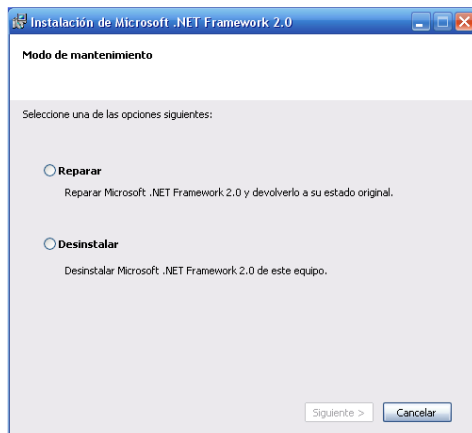 Instalación de Microsoft .NET Framework 2.0
Modo de mantenimiento
Seleccione una de las opciones siguientes:
Reparar
Reparar Microsoft .NET Framework 2.0 y devolverlo a su estado original.
Desinstalar
Desinstalar Microsoft .NET Framework 2.0 de este equipo.
Siguiente >
Cancelar